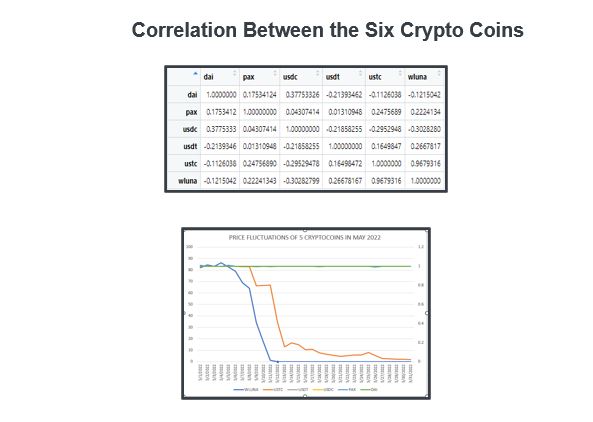 Correlation Between the Six Crypto Coins
dai pax usdc usdt ustc wluna
dai 1.0000000 0.17534124 0.37753326 -0.21393462 -0.1126038 -0.1215042
pax 0.1753412 1.00000000 0.04307414 0.01310948 0.2475689 0.2224134
usdc 0.3775333 0.04307414 1.00000000 -0.21858255 -0.2952948 -0.3028280
usdt -0.2139346 0.01310948 -0.21858255 1.00000000 0.1649847 0.2667817
ustc -0.1126038 0.24756890 -0.29529478 0.16498472 1.0000000 0.9679316
wluna -0.1215042 0.22241343 -0.30282799 0.26678167 0.9679316 1.0000000
PRICE FLUCTUATIONS OF 5 CRYPTOCOINS IN MAY 2022
100 1.2
90
80 1
70
60 0.8
50 0.6
40
30 0.4
20 0.2
10
0 0
WLUNA USTC USDT USDC PAX DAI